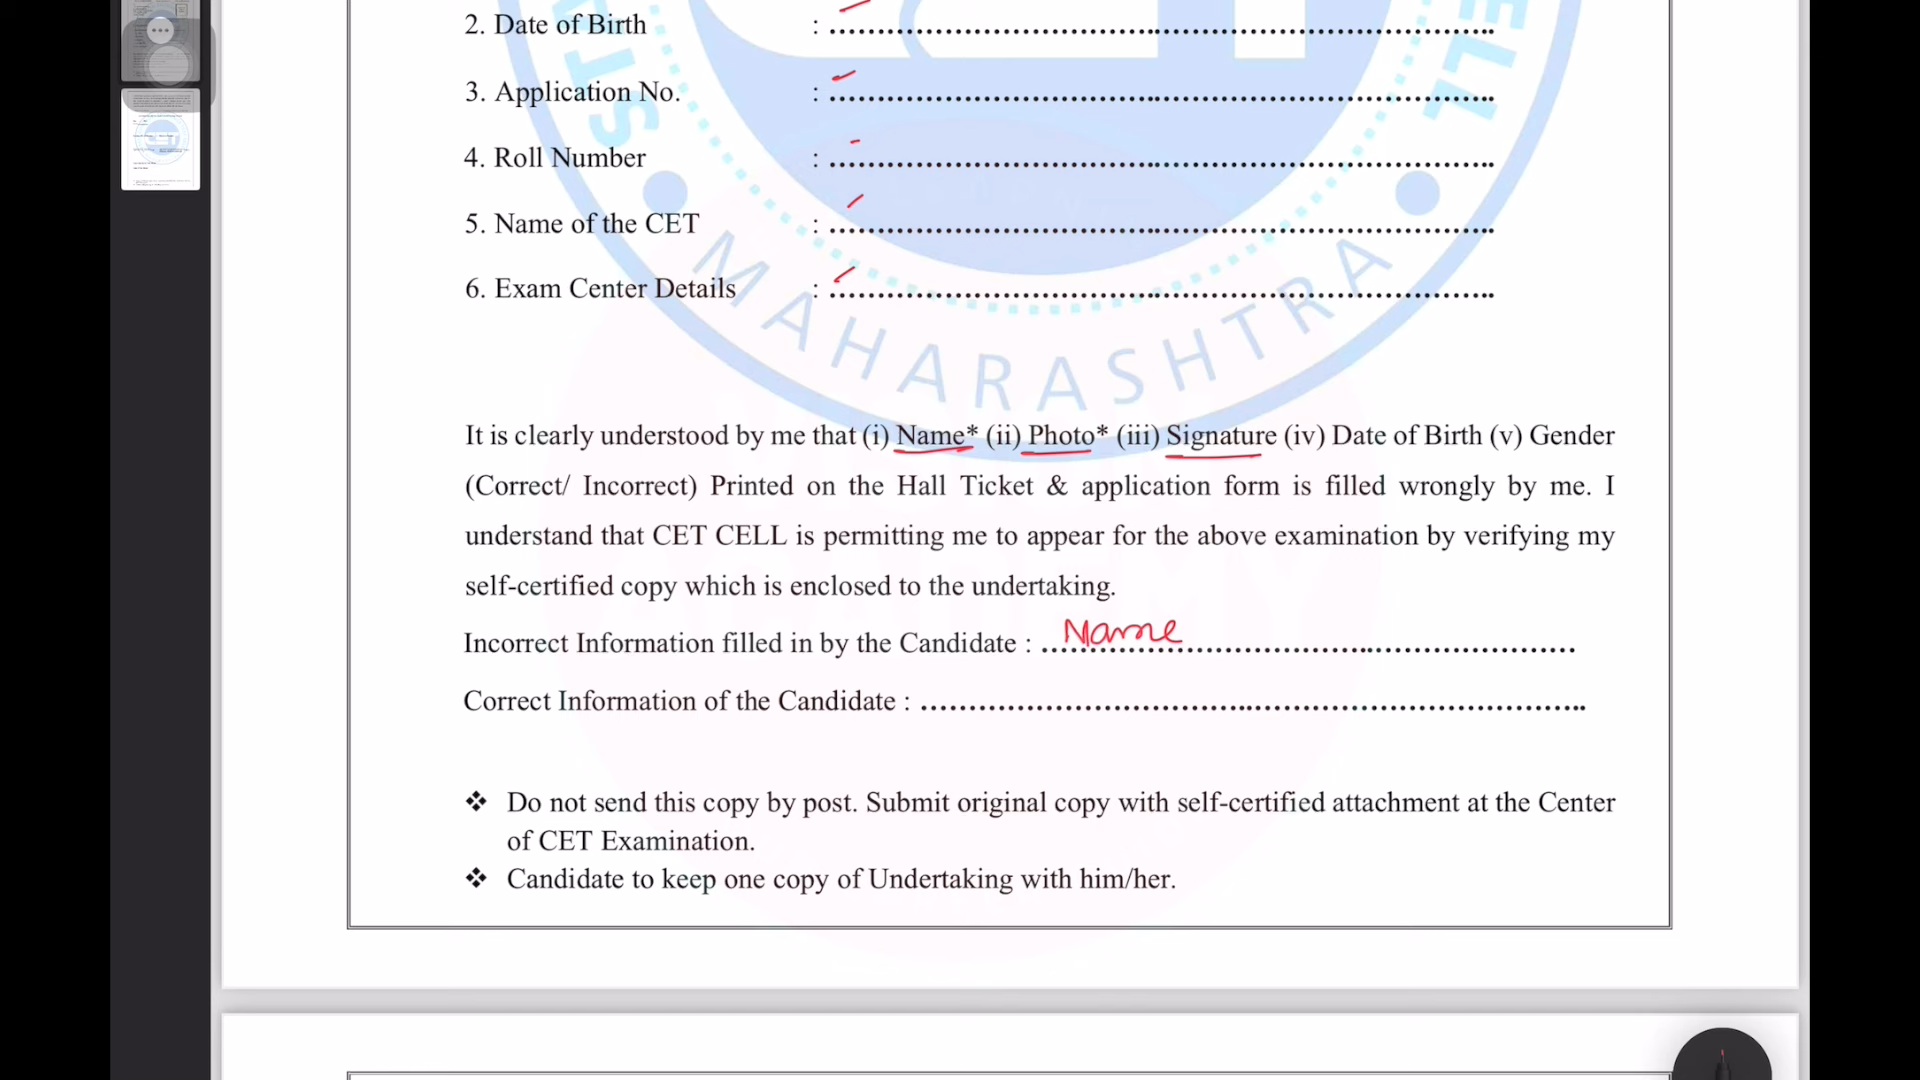 2. Date of Birth : ........................................................................
3. Application No. : ........................................................................
4. Roll Number : ........................................................................
5. Name of the CET : ........................................................................
6. Exam Center Details : ........................................................................
MAHARASHTRA
ST
ELL
It is clearly understood by me that (i) Name* (ii) Photo* (iii) Signature (iv) Date of Birth (v) Gender
(Correct/ Incorrect) Printed on the Hall Ticket & application form is filled wrongly by me. I
understand that CET CELL is permitting me to appear for the above examination by verifying my
self-certified copy which is enclosed to the undertaking.
Incorrect Information filled in by the Candidate : Name ........................................................
Correct Information of the Candidate : ........................................................................
❖ Do not send this copy by post. Submit original copy with self-certified attachment at the Center
of CET Examination.
❖ Candidate to keep one copy of Undertaking with him/her.